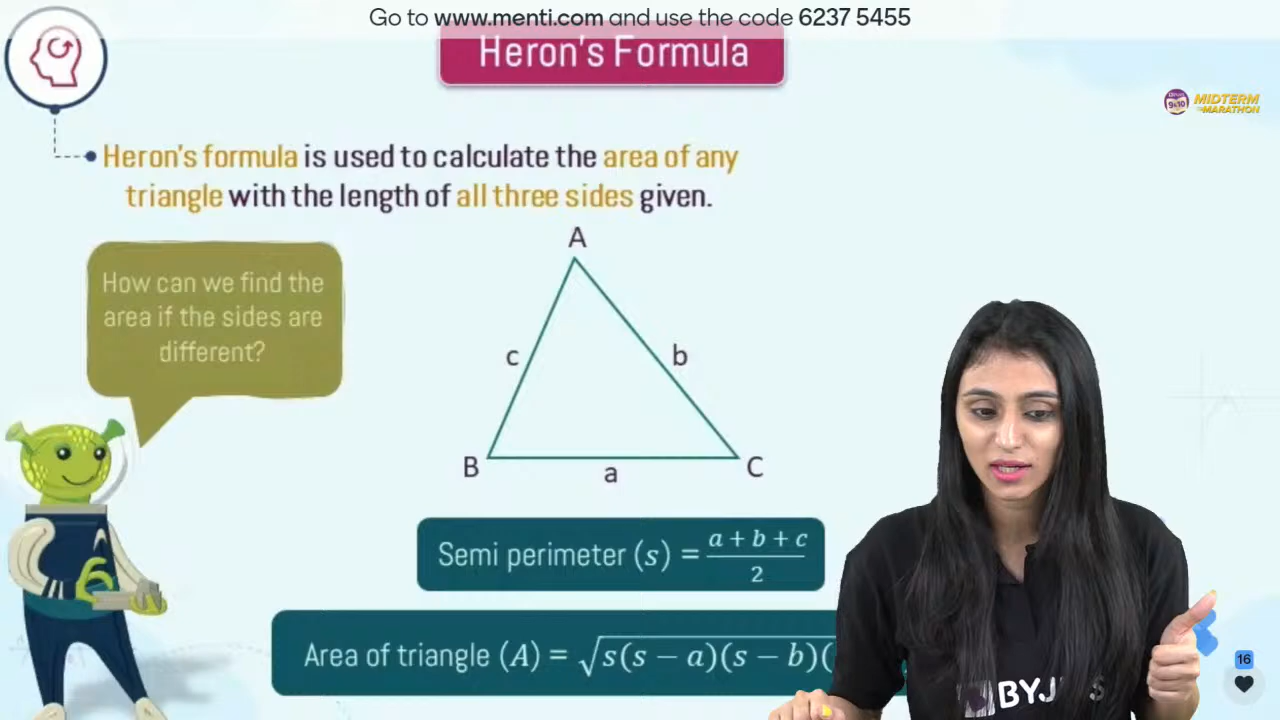 Go to www.menti.com and use the code 6237 5455
Heron's Formula
MIDTERM
MARATHON
Heron's formula is used to calculate the area of any
triangle with the length of all three sides given.
How can we find the
area if the sides are
different?
A
c
b
B
a
C
Semi perimeter (s) = a + b + c
2
Area of triangle (A) = √s(s − a)(s − b)(
BYJ S
16